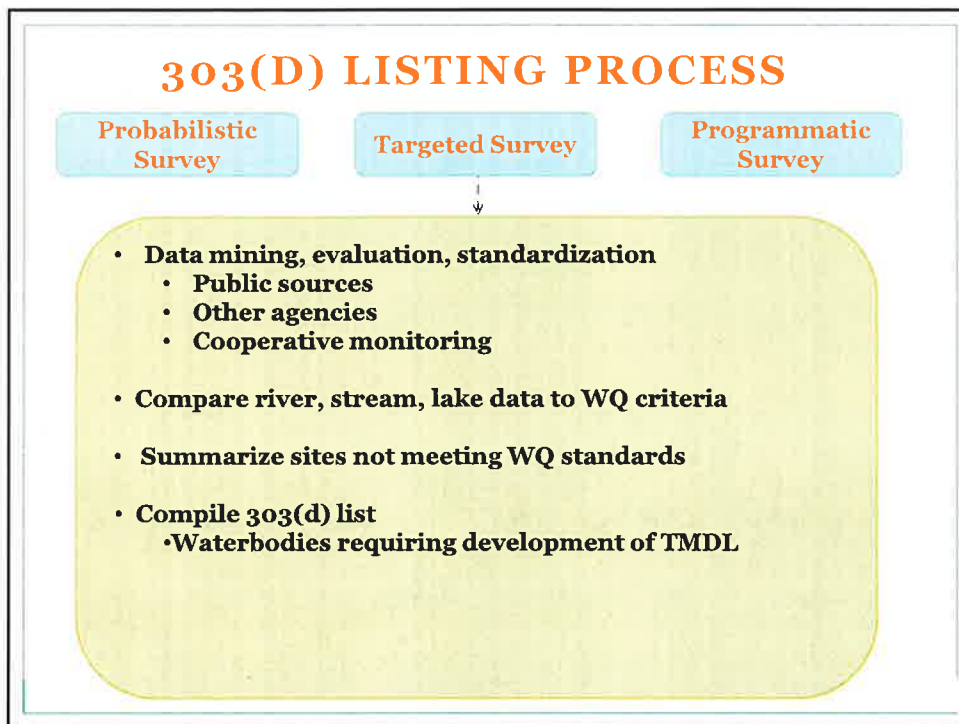 303(D) LISTING PROCESS
Probabilistic
Survey
Targeted Survey
Programmatic
Survey
• Data mining, evaluation, standardization
• Public sources
• Other agencies
• Cooperative monitoring
• Compare river, stream, lake data to WQ criteria
• Summarize sites not meeting WQ standards
• Compile 303(d) list
•Waterbodies requiring development of TMDL